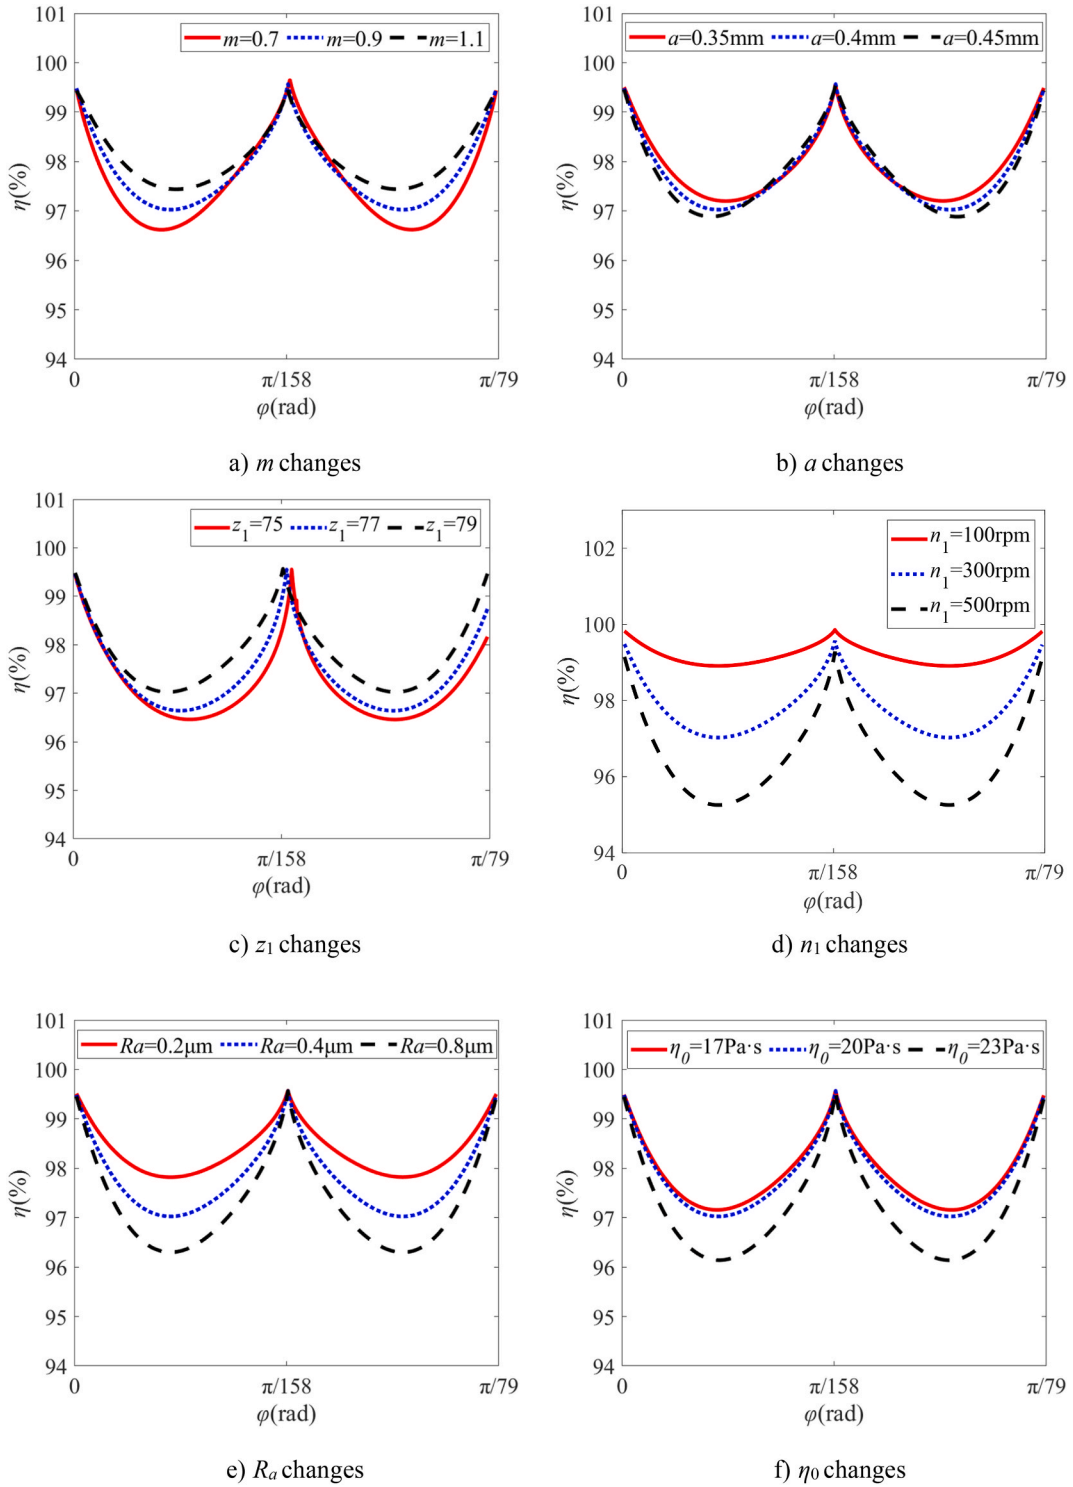 101
100
99
98
97
96
95
94
η(%)
m=0.7 m=0.9 m=1.1
0 π/158 π/79
φ(rad)
a) m changes
101
100
99
98
97
96
95
94
η(%)
a=0.35mm a=0.4mm a=0.45mm
0 π/158 π/79
φ(rad)
b) a changes
101
100
99
98
97
96
95
94
η(%)
z1=75 z1=77 z1=79
0 π/158 π/79
φ(rad)
c) z1 changes
102
100
98
96
94
η(%)
n1=100rpm
n1=300rpm
n1=500rpm
0 π/158 π/79
φ(rad)
d) n1 changes
101
100
99
98
97
96
95
94
η(%)
Ra=0.2μm Ra=0.4μm Ra=0.8μm
0 π/158 π/79
φ(rad)
e) Ra changes
101
100
99
98
97
96
95
94
η(%)
η0=17Pa·s η0=20Pa·s η0=23Pa·s
0 π/158 π/79
φ(rad)
f) η0 changes